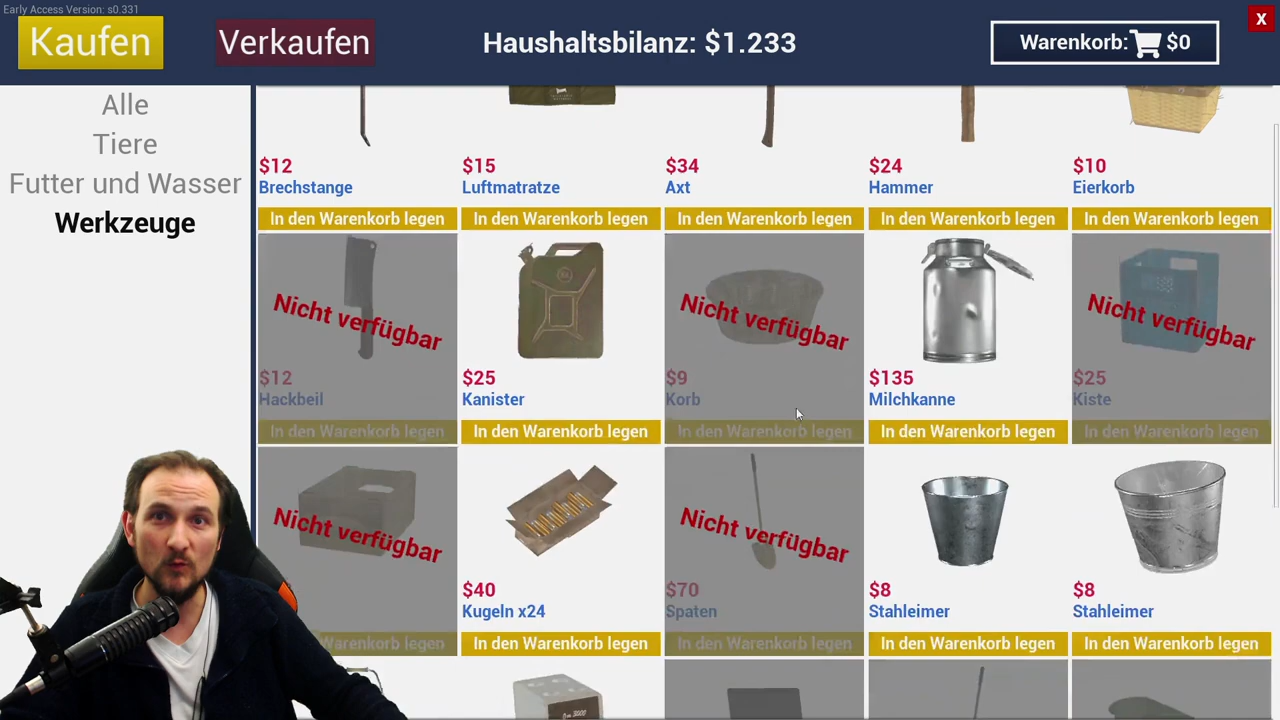 Early Access Version: s0.331
Kaufen
Verkaufen
Haushaltsbilanz: $1.233
Warenkorb: $0
X
Alle
Tiere
Futter und Wasser
Werkzeuge
$12 $15 $34 $24 $10
Brechstange Luftmatratze Axt Hammer Eierkorb
In den Warenkorb legen In den Warenkorb legen In den Warenkorb legen In den Warenkorb legen In den Warenkorb legen
Nicht verfügbar Nicht verfügbar Nicht verfügbar
$12 $25 $9 $135 $25
Hackbeil Kanister Korb Milchkanne Kiste
In den Warenkorb legen In den Warenkorb legen In den Warenkorb legen In den Warenkorb legen In den Warenkorb legen
Nicht verfügbar Nicht verfügbar
$40 $70 $8 $8
Kugeln x24 Spaten Stahleimer Stahleimer
Warenkorb legen In den Warenkorb legen In den Warenkorb legen In den Warenkorb legen In den Warenkorb legen